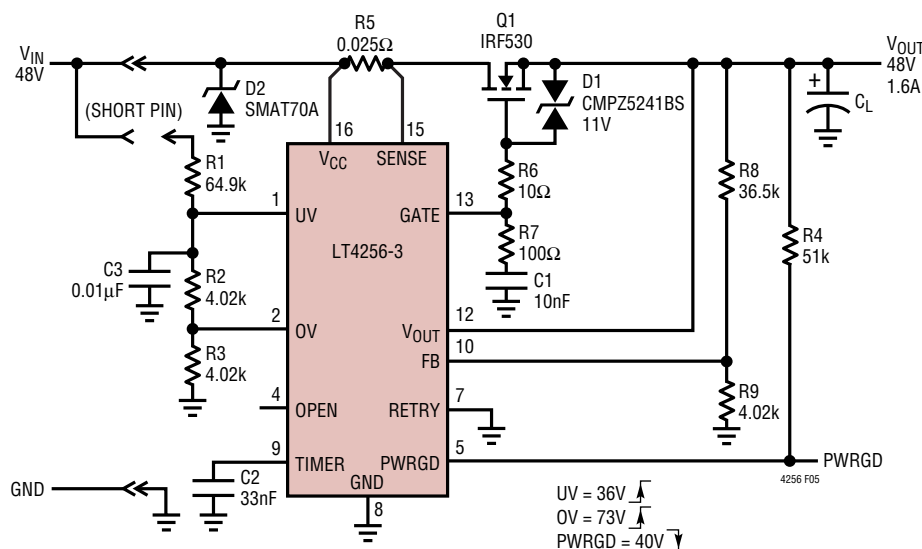 V_IN
48V
(SHORT PIN)
GND
R5
0.025Ω
Q1
IRF530
V_OUT
48V
1.6A
D2
SMAT70A
D1
CMPZ5241BS
11V
+
C_L
R1
64.9k
16
15
V_CC
SENSE
R6
10Ω
R8
36.5k
1
UV
GATE
13
R7
100Ω
R4
51k
LT4256-3
C3
0.01µF
R2
4.02k
C1
10nF
2
OV
V_OUT
12
FB
10
R3
4.02k
R9
4.02k
4
OPEN
RETRY
7
9
TIMER
PWRGD
5
PWRGD
C2
33nF
GND
8
4256 F05
UV = 36V
OV = 73V
PWRGD = 40V